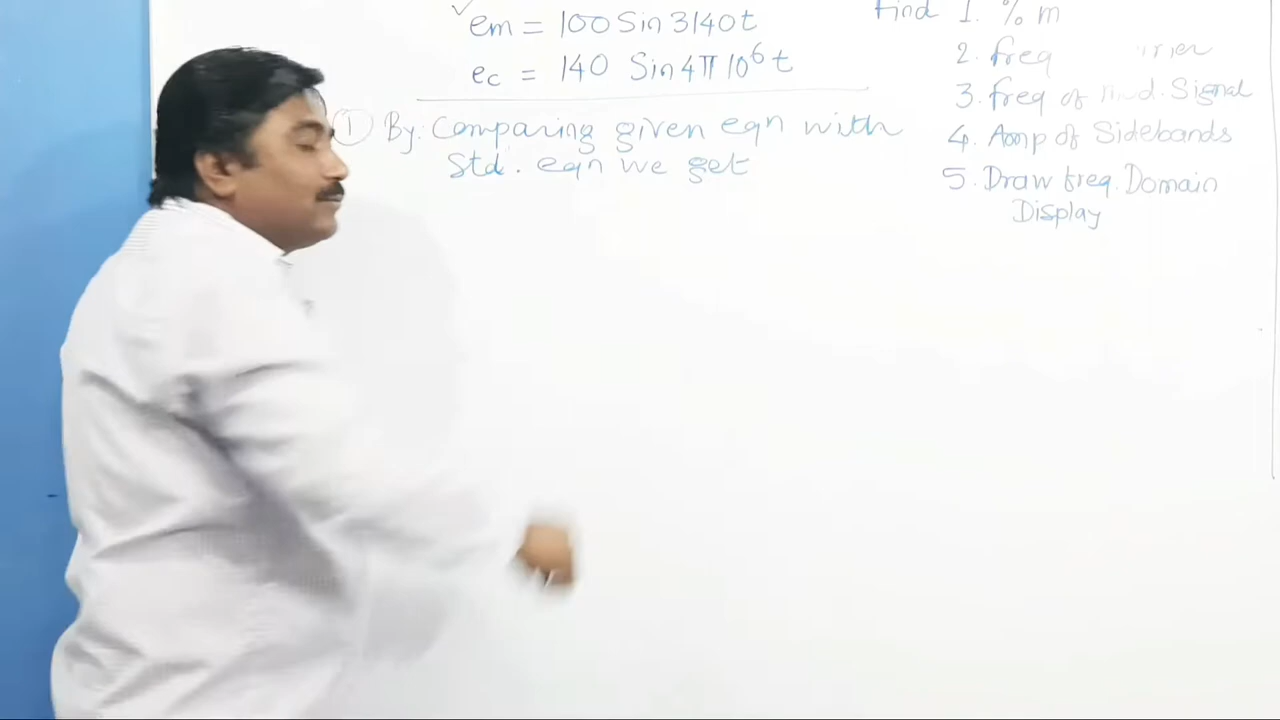 em = 100 Sin 3140t
ec = 140 Sin 4π 10⁶ t
① By. Comparing given eqn with
Std. eqn we get
Find 1. % m
2. freq
3. freq of Signal
4. Amp of Sidebands
5. Draw freq. Domain
Display